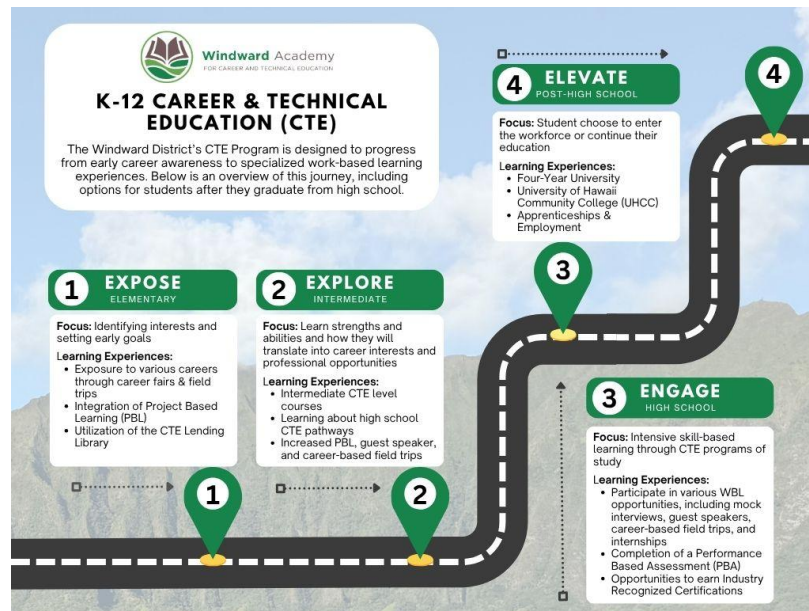 Windward Academy
FOR CAREER AND TECHNICAL EDUCATION
K-12 CAREER & TECHNICAL
EDUCATION (CTE)
The Windward District's CTE Program is designed to progress
from early career awareness to specialized work-based learning
experiences. Below is an overview of this journey, including
options for students after they graduate from high school.
1 EXPOSE
ELEMENTARY
Focus: Identifying interests and
setting early goals
Learning Experiences:
• Exposure to various careers
through career fairs & field
trips
• Integration of Project Based
Learning (PBL)
• Utilization of the CTE Lending
Library
1
2 EXPLORE
INTERMEDIATE
Focus: Learn strengths and
abilities and how they will
translate into career interests and
professional opportunities
Learning Experiences:
• Intermediate CTE level
courses
• Learning about high school
CTE pathways
• Increased PBL, guest speaker,
and career-based field trips
2
3 ENGAGE
HIGH SCHOOL
Focus: Intensive skill-based
learning through CTE programs of
study
Learning Experiences:
• Participate in various WBL
opportunities, including mock
interviews, guest speakers,
career-based field trips, and
internships
• Completion of a Performance
Based Assessment (PBA)
• Opportunities to earn Industry
Recognized Certifications
3
4 ELEVATE
POST-HIGH SCHOOL
Focus: Student choose to enter
the workforce or continue their
education
Learning Experiences:
• Four-Year University
• University of Hawaii
Community College (UHCC)
• Apprenticeships &
Employment
4